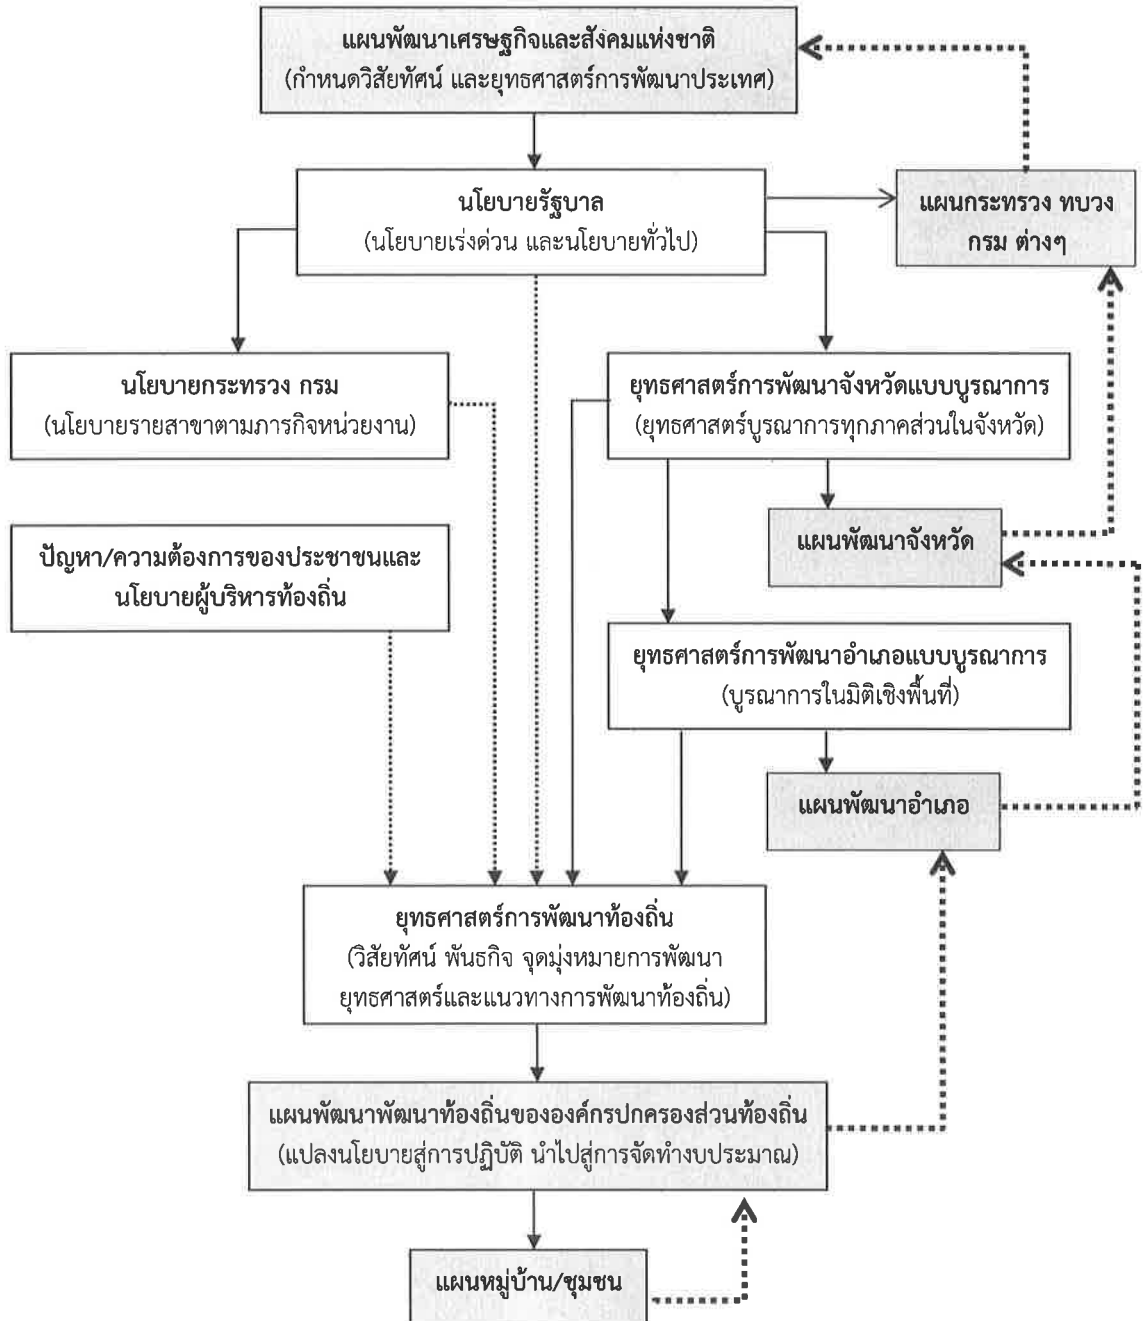 แผนพัฒนาเศรษฐกิจและสังคมแห่งชาติ
(กำหนดวิสัยทัศน์ และยุทธศาสตร์การพัฒนาประเทศ)
นโยบายรัฐบาล
(นโยบายเร่งด่วน และนโยบายทั่วไป)
แผนกระทรวง ทบวง
กรม ต่างๆ
นโยบายกระทรวง กรม
(นโยบายรายสาขาตามภารกิจหน่วยงาน)
ยุทธศาสตร์การพัฒนาจังหวัดแบบบูรณาการ
(ยุทธศาสตร์บูรณาการทุกภาคส่วนในจังหวัด)
แผนพัฒนาจังหวัด
ปัญหา/ความต้องการของประชาชนและ
นโยบายผู้บริหารท้องถิ่น
ยุทธศาสตร์การพัฒนาอำเภอแบบบูรณาการ
(บูรณาการในมิติเชิงพื้นที่)
แผนพัฒนาอำเภอ
ยุทธศาสตร์การพัฒนาท้องถิ่น
(วิสัยทัศน์ พันธกิจ จุดมุ่งหมายการพัฒนา
ยุทธศาสตร์และแนวทางการพัฒนาท้องถิ่น)
แผนพัฒนาพัฒนาท้องถิ่นขององค์กรปกครองส่วนท้องถิ่น
(แปลงนโยบายสู่การปฏิบัติ นำไปสู่การจัดทำงบประมาณ)
แผนหมู่บ้าน/ชุมชน